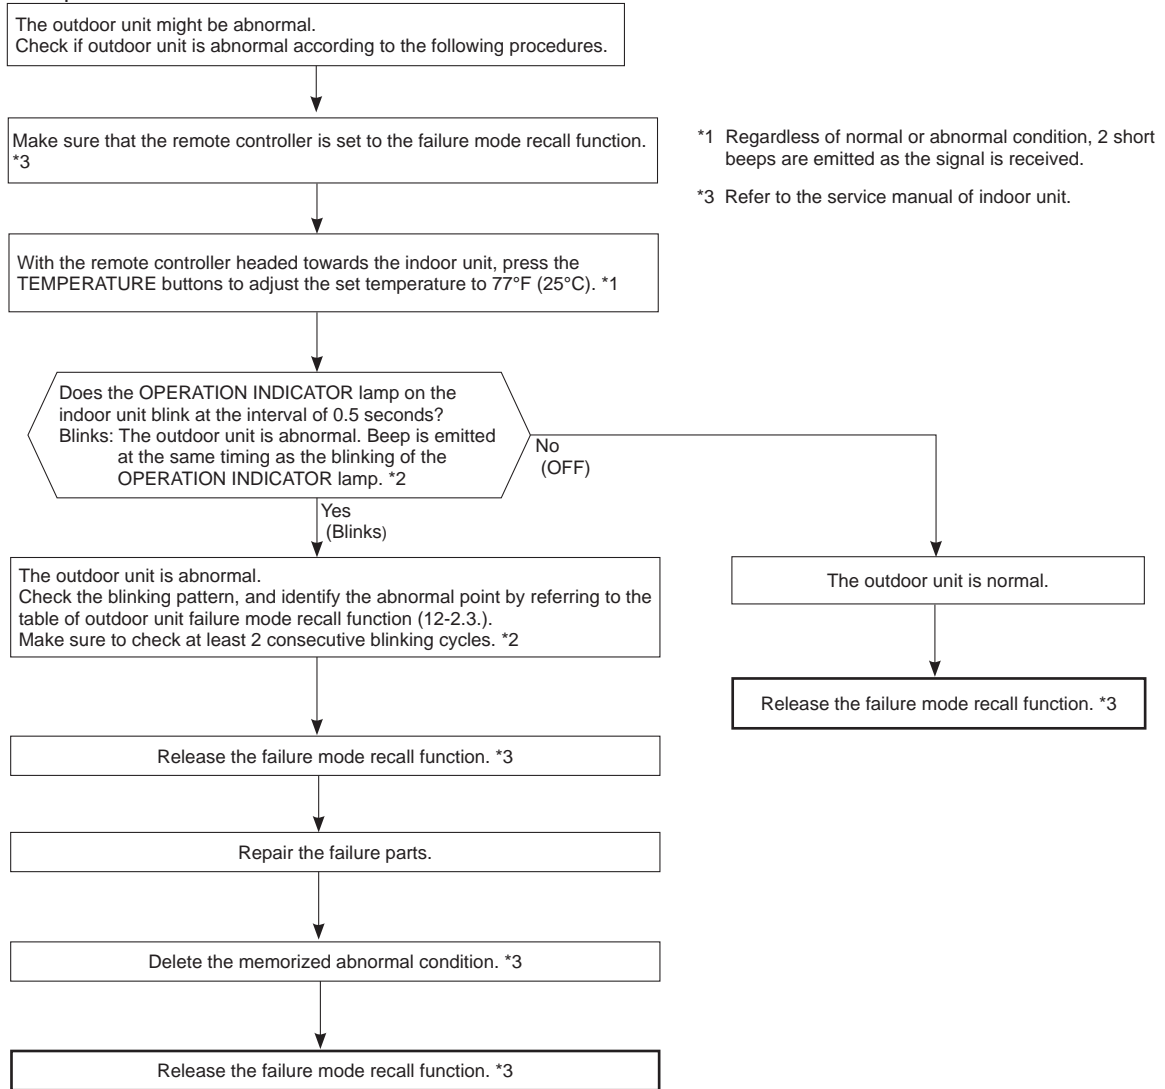 The outdoor unit might be abnormal.
Check if outdoor unit is abnormal according to the following procedures.
Make sure that the remote controller is set to the failure mode recall function.
*3
*1 Regardless of normal or abnormal condition, 2 short
beeps are emitted as the signal is received.
*3 Refer to the service manual of indoor unit.
With the remote controller headed towards the indoor unit, press the
TEMPERATURE buttons to adjust the set temperature to 77°F (25°C). *1
Does the OPERATION INDICATOR lamp on the
indoor unit blink at the interval of 0.5 seconds?
Blinks: The outdoor unit is abnormal. Beep is emitted
at the same timing as the blinking of the
OPERATION INDICATOR lamp. *2
No
(OFF)
Yes
(Blinks)
The outdoor unit is abnormal.
Check the blinking pattern, and identify the abnormal point by referring to the
table of outdoor unit failure mode recall function (12-2.3.).
Make sure to check at least 2 consecutive blinking cycles. *2
The outdoor unit is normal.
Release the failure mode recall function. *3
Release the failure mode recall function. *3
Repair the failure parts.
Delete the memorized abnormal condition. *3
Release the failure mode recall function. *3